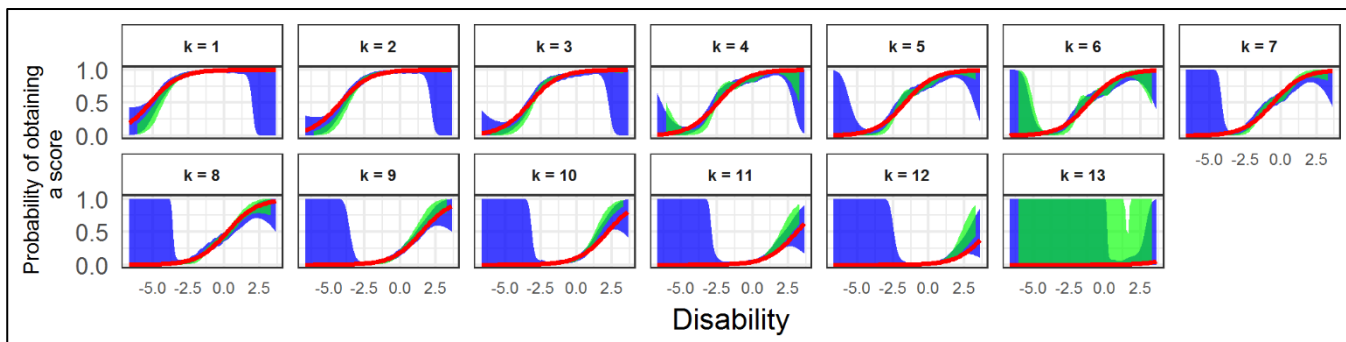 k = 1 k = 2 k = 3 k = 4 k = 5 k = 6 k = 7
1.0
0.5
0.0
-5.0 -2.5 0.0 2.5
k = 8 k = 9 k = 10 k = 11 k = 12 k = 13
1.0
0.5
0.0
-5.0 -2.5 0.0 2.5 -5.0 -2.5 0.0 2.5 -5.0 -2.5 0.0 2.5 -5.0 -2.5 0.0 2.5 -5.0 -2.5 0.0 2.5 -5.0 -2.5 0.0 2.5
Probability of obtaining
a score
Disability